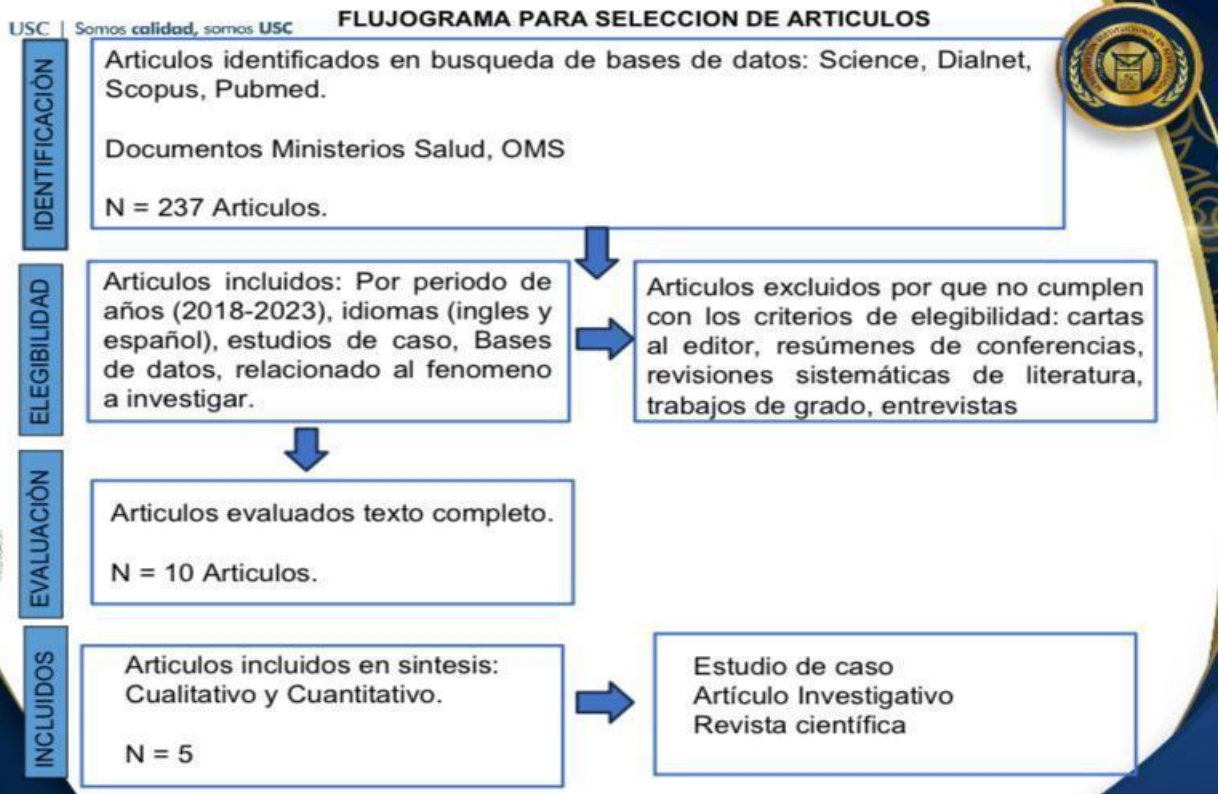 USC | Somos calidad, somos USC
FLUJOGRAMA PARA SELECCION DE ARTICULOS
IDENTIFICACIÒN
Articulos identificados en busqueda de bases de datos: Science, Dialnet,
Scopus, Pubmed.
Documentos Ministerios Salud, OMS
N = 237 Articulos.
ELEGIBILIDAD
Articulos incluidos: Por periodo de
años (2018-2023), idiomas (ingles y
español), estudios de caso, Bases
de datos, relacionado al fenomeno
a investigar.
Articulos excluidos por que no cumplen
con los criterios de elegibilidad: cartas
al editor, resúmenes de conferencias,
revisiones sistemáticas de literatura,
trabajos de grado, entrevistas
EVALUACIÒN
Articulos evaluados texto completo.
N = 10 Articulos.
INCLUIDOS
Articulos incluidos en sintesis:
Cualitativo y Cuantitativo.
N = 5
Estudio de caso
Artículo Investigativo
Revista científica